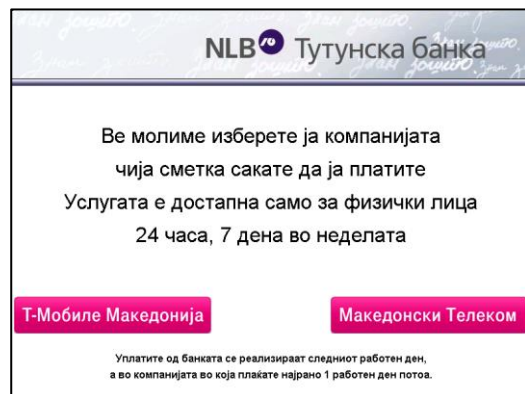 NLB Тутунска банка
Ве молиме изберете ја компанијата
чија сметка сакате да ја платите
Услугата е достапна само за физички лица
24 часа, 7 дена во неделата
Т-Мобиле Македонија
Македонски Телеком
Уплатите од банката се реализираат следниот работен ден,
а во компанијата во која плаќате најрано 1 работен ден потоа.